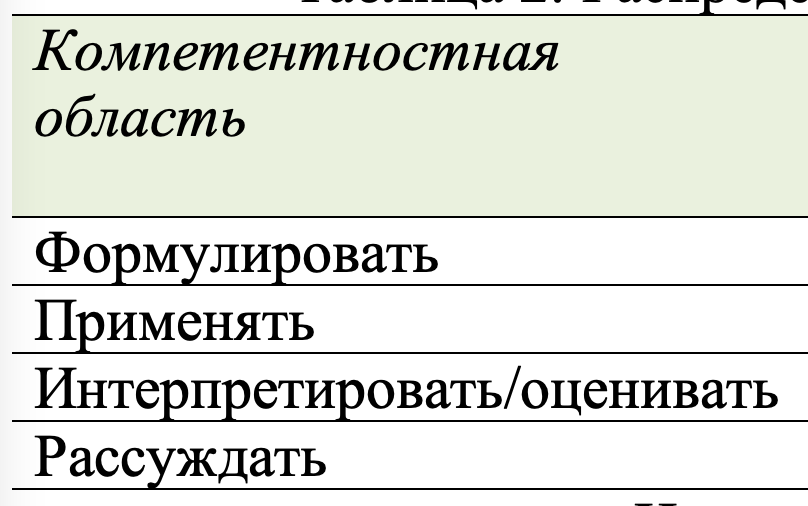 Компетентностная
область
Формулировать
Применять
Интерпретировать/оценивать
Рассуждать